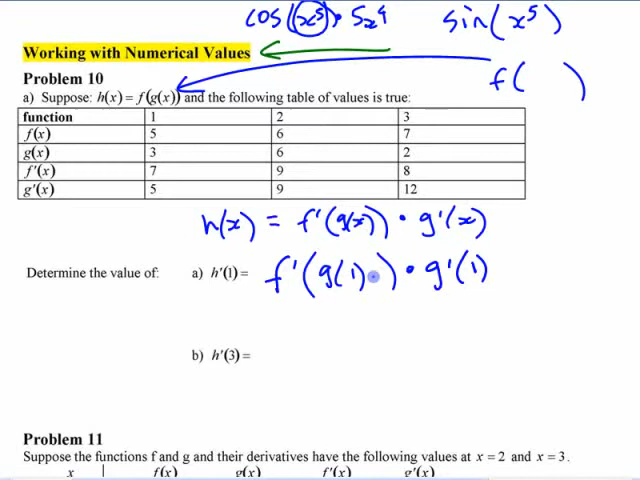 cos(x⁵) · 5x⁴ sin(x⁵)
Working with Numerical Values
f( )
Problem 10
a) Suppose: h(x) = f(g(x)) and the following table of values is true:
function 1 2 3
f(x) 5 6 7
g(x) 3 6 2
f'(x) 7 9 8
g'(x) 5 9 12
h(x) = f'(g(x)) · g'(x)
Determine the value of: a) h'(1) = f'(g(1)) · g'(1)
b) h'(3) =
Problem 11
Suppose the functions f and g and their derivatives have the following values at x = 2 and x = 3.
x f(x) g(x) f'(x) g'(x)